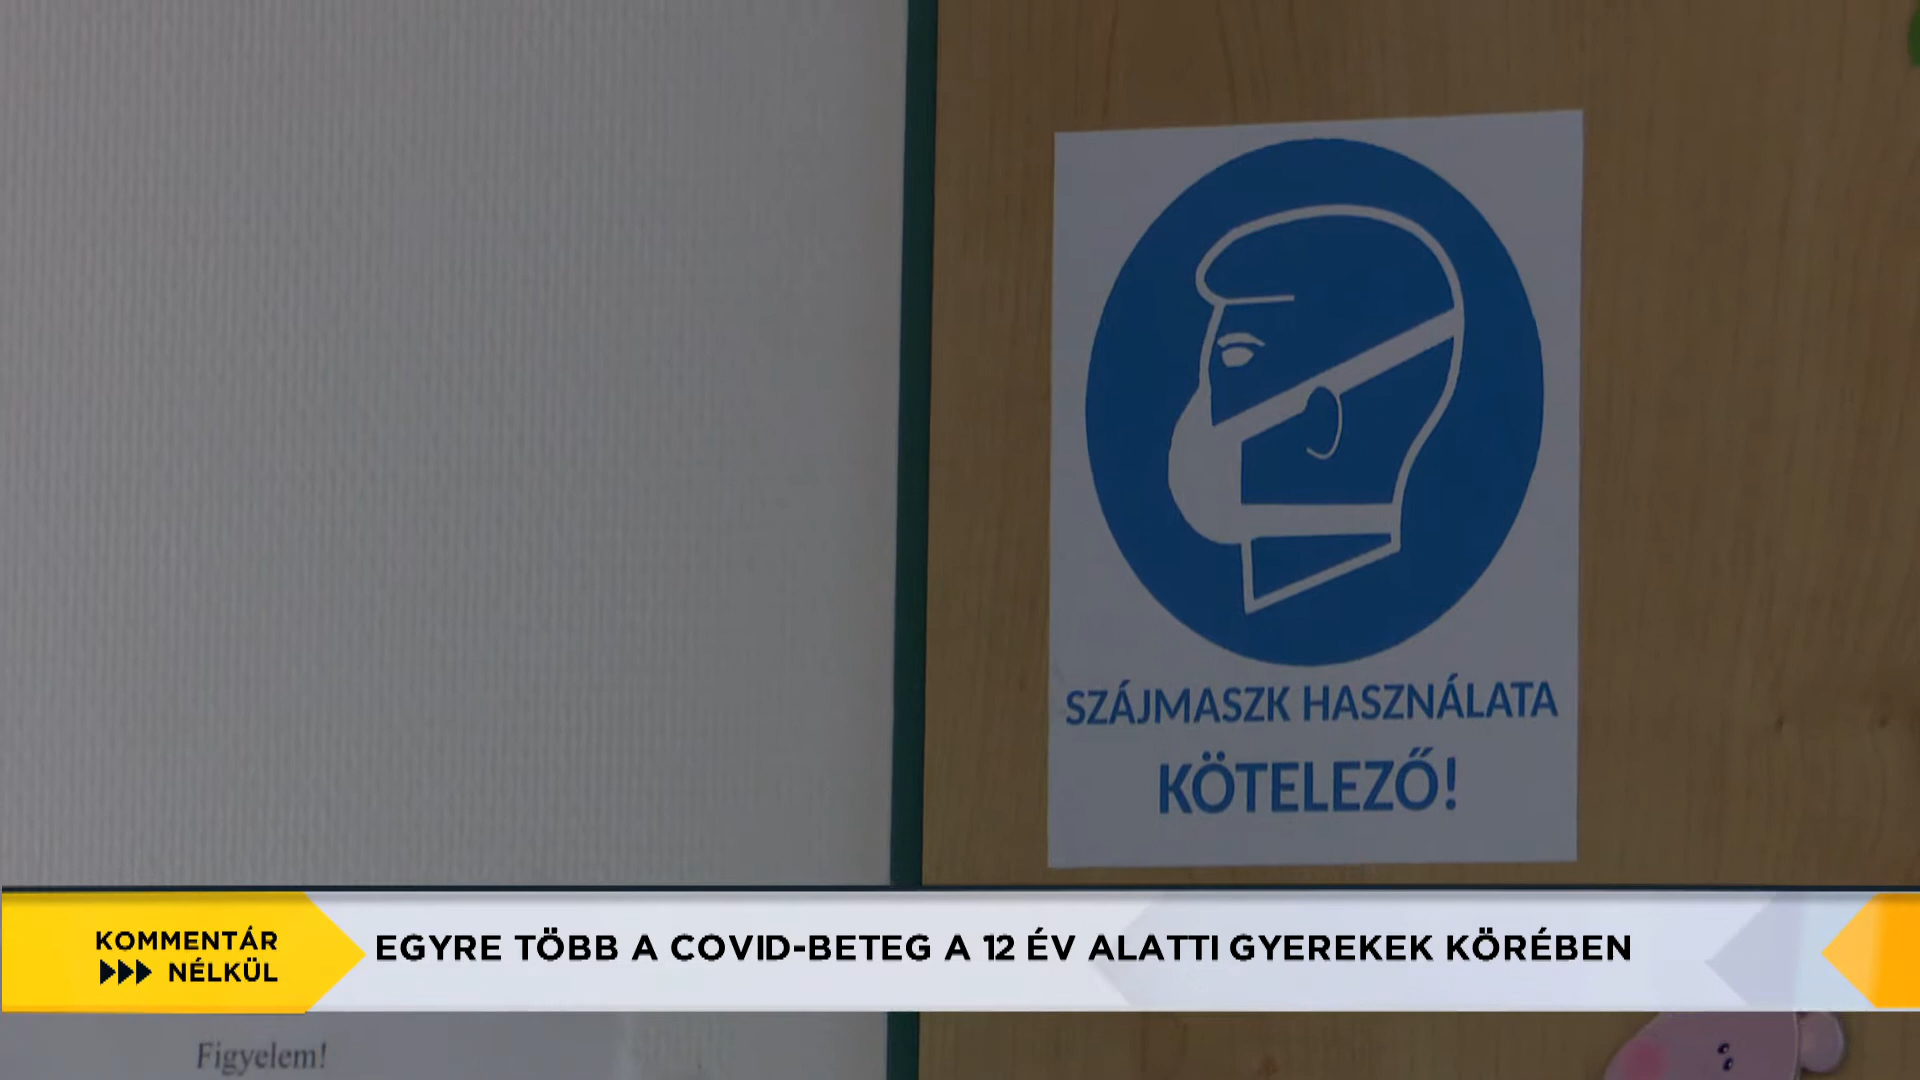 SZÁJMASZK HASZNÁLATA
KÖTELEZŐ!
KOMMENTÁR
NÉLKÜL
EGYRE TÖBB A COVID-BETEG A 12 ÉV ALATTI GYEREKEK KÖRÉBEN
Figyelem!